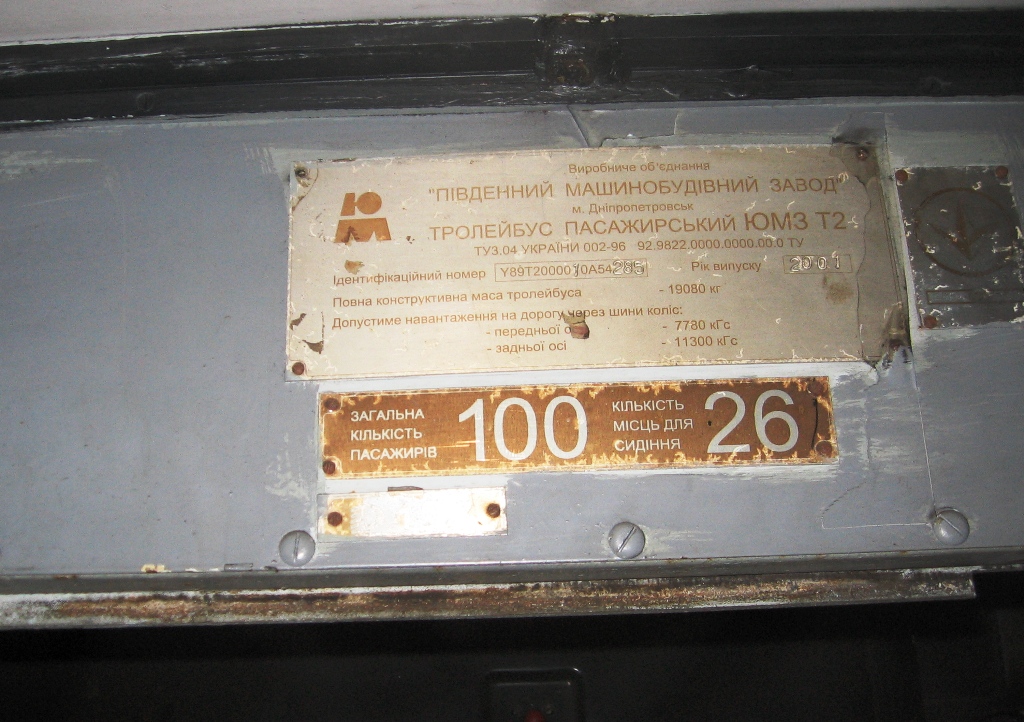 Виробниче об'єднання
"ПІВДЕННИЙ МАШИНОБУДІВНИЙ ЗАВОД"
м. Дніпропетровськ
ЮМ
ТРОЛЕЙБУС ПАСАЖИРСЬКИЙ ЮМЗ Т2
ТУ3.04 УКРАЇНИ 002-96 92.9822.0000.0000.00.0 ТУ
Ідентифікаційний номер Y89T20000Y0A54285 Рік випуску 2001
Повна конструктивна маса тролейбуса - 19080 кг
Допустиме навантаження на дорогу через шини коліс:
- передньої - 7780 кГс
- задньої осі - 11300 кГс
ЗАГАЛЬНА КІЛЬКІСТЬ ПАСАЖИРІВ 100
КІЛЬКІСТЬ МІСЦЬ ДЛЯ СИДІННЯ 26